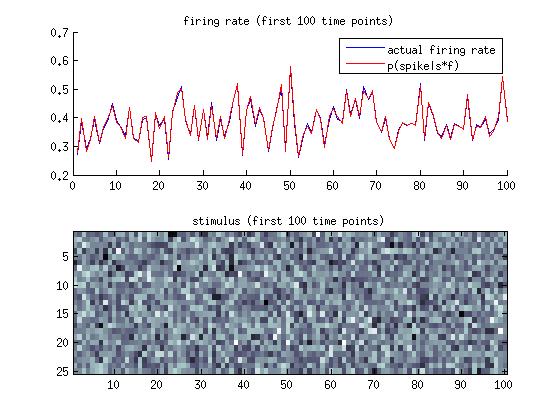 firing rate (first 100 time points)
0.7
0.6
0.5
0.4
0.3
0.2
actual firing rate
p(spike|s*f)
0 10 20 30 40 50 60 70 80 90 100
stimulus (first 100 time points)
5
10
15
20
25
10 20 30 40 50 60 70 80 90 100